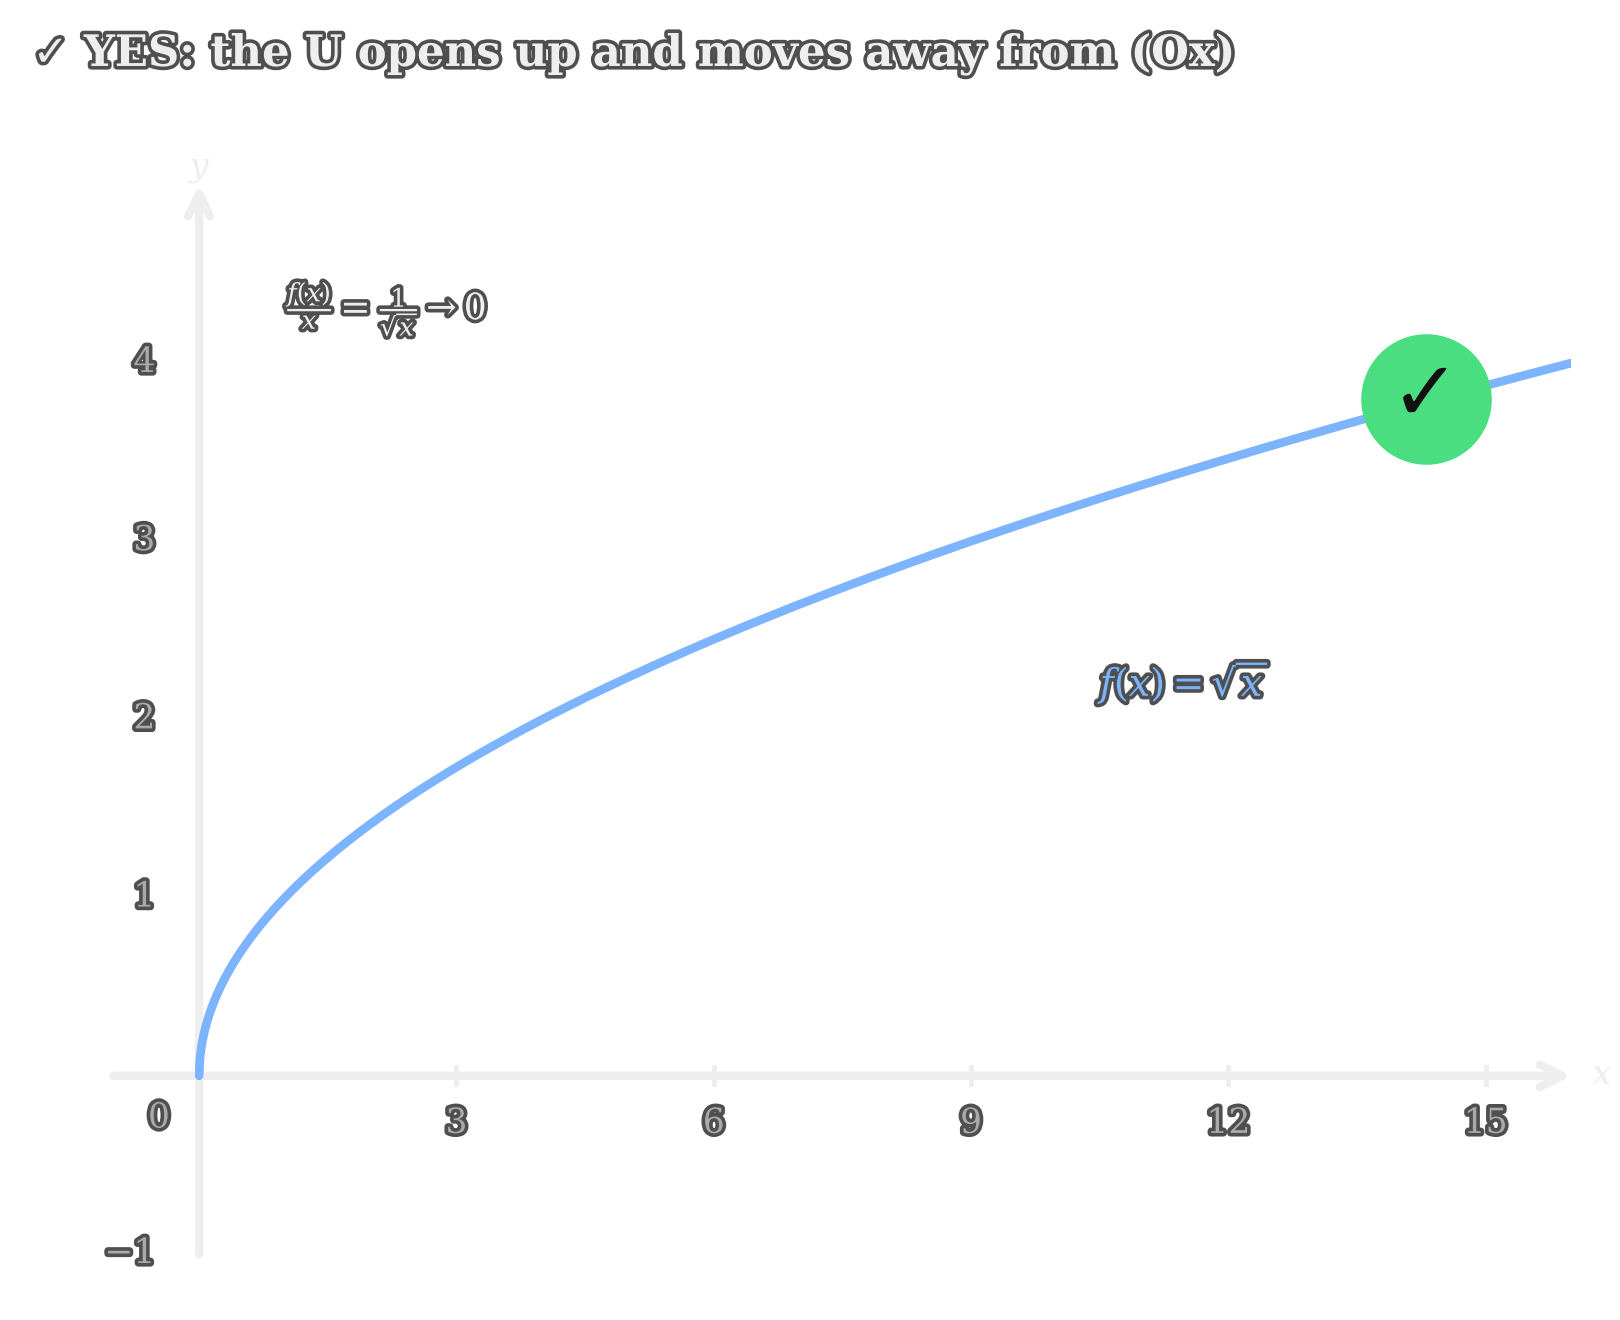 ✓ YES: the U opens up and moves away from (Ox)
y
f(x)/x = 1/√x → 0
4
3
2
1
0
−1
f(x) = √x
✓
3 6 9 12 15
x